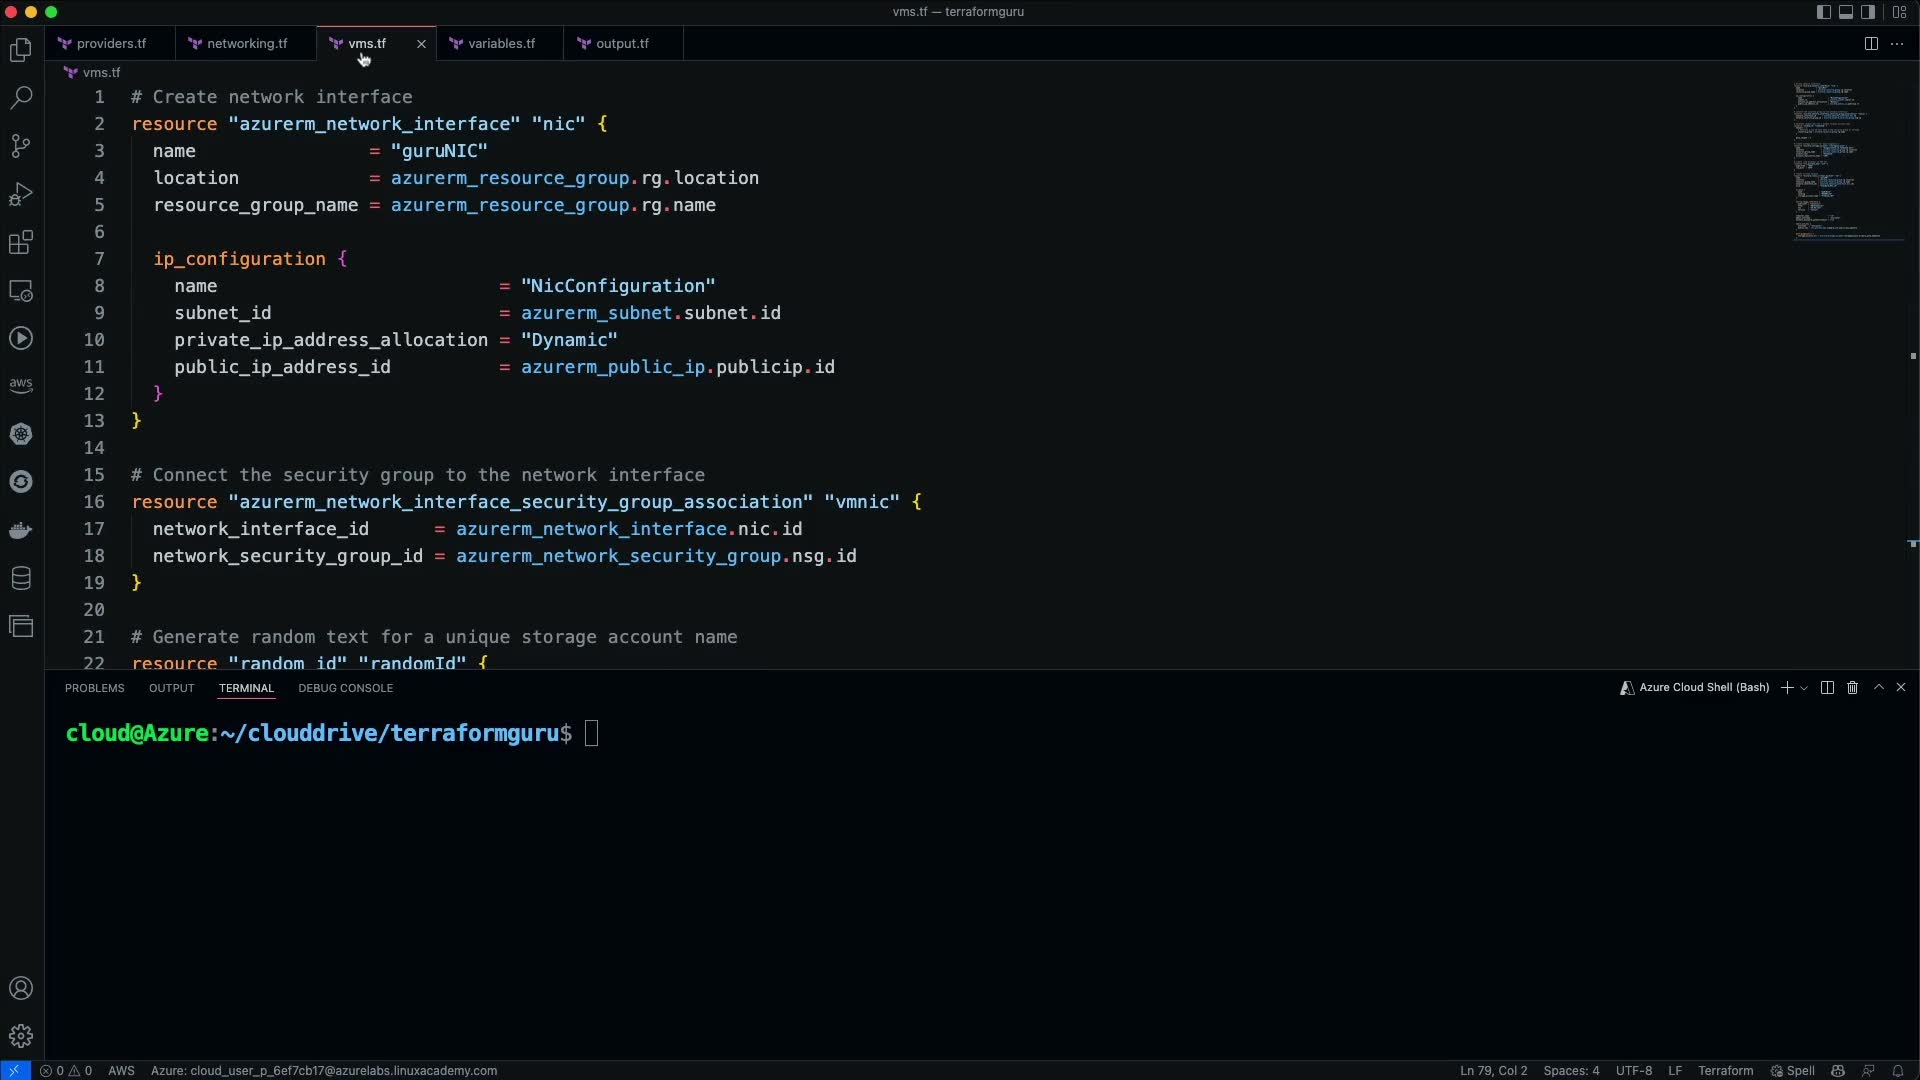 vms.tf — terraformguru
providers.tf
networking.tf
vms.tf
variables.tf
output.tf
vms.tf
1 # Create network interface
2 resource "azurerm_network_interface" "nic" {
3   name                = "guruNIC"
4   location            = azurerm_resource_group.rg.location
5   resource_group_name = azurerm_resource_group.rg.name
6
7   ip_configuration {
8     name                          = "NicConfiguration"
9     subnet_id                     = azurerm_subnet.subnet.id
10     private_ip_address_allocation = "Dynamic"
11     public_ip_address_id          = azurerm_public_ip.publicip.id
12   }
13 }
14
15 # Connect the security group to the network interface
16 resource "azurerm_network_interface_security_group_association" "vmnic" {
17   network_interface_id      = azurerm_network_interface.nic.id
18   network_security_group_id = azurerm_network_security_group.nsg.id
19 }
20
21 # Generate random text for a unique storage account name
22 resource "random_id" "randomId" {
aws
PROBLEMS OUTPUT TERMINAL DEBUG CONSOLE
Azure Cloud Shell (Bash)
cloud@Azure:~/clouddrive/terraformguru$
0 0 AWS Azure: cloud_user_p_6ef7cb17@azurelabs.linuxacademy.com
Ln 79, Col 2 Spaces: 4 UTF-8 LF Terraform Spell